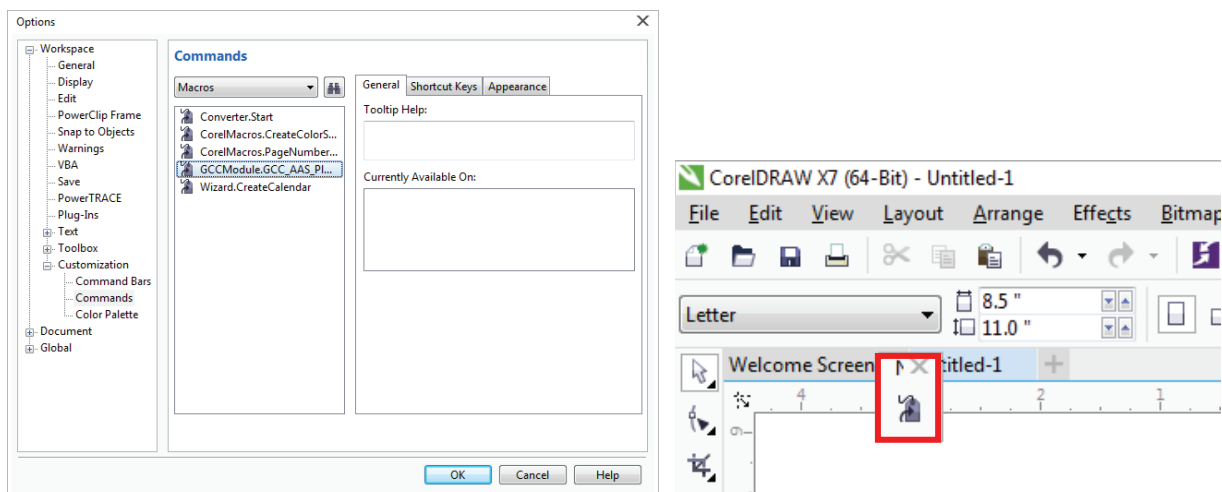 Options
Workspace
General
Display
Edit
PowerClip Frame
Snap to Objects
Warnings
VBA
Save
PowerTRACE
Plug-Ins
Text
Toolbox
Customization
Command Bars
Commands
Color Palette
Document
Global
Commands
Macros
Converter.Start
CorelMacros.CreateColorS...
CorelMacros.PageNumber...
GCCModule.GCC_AAS_Pl...
Wizard.CreateCalendar
General Shortcut Keys Appearance
Tooltip Help:
Currently Available On:
OK Cancel Help
CorelDRAW X7 (64-Bit) - Untitled-1
File Edit View Layout Arrange Effects Bitmap
Letter
8.5 "
11.0 "
Welcome Screen titled-1
4 2 1